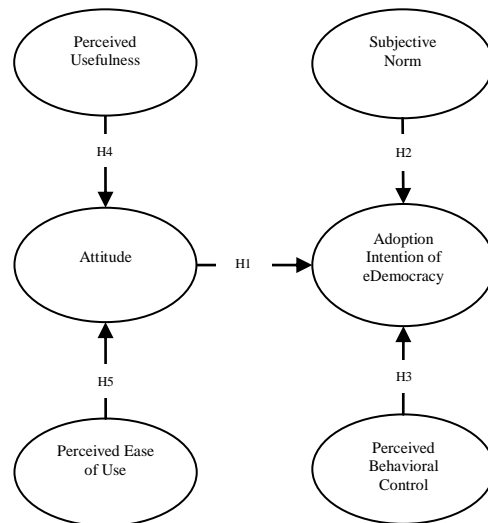 Perceived
Usefulness
Subjective
Norm
H4
H2
Attitude
H1
Adoption
Intention of
eDemocracy
H5
H3
Perceived Ease
of Use
Perceived
Behavioral
Control